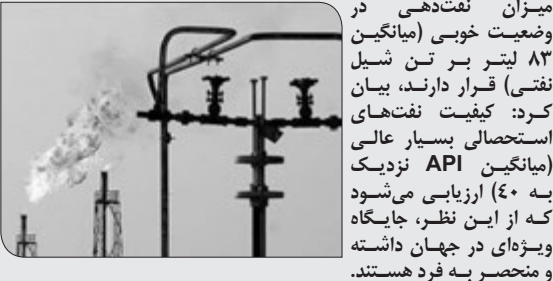 میزان نفت‌دهی در
وضعیت خوبی (میانگین
۸۳ لیتر بر تن شیل
نفتی) قرار دارند، بیان
کرد: کیفیت نفت‌های
استحصالی بسیار عالی
(میانگین API نزدیک
به ٤٠) ارزیابی می‌شود
که از این نظر، جایگاه
ویژه‌ای در جهان داشته
و منحصر به فرد هستند.